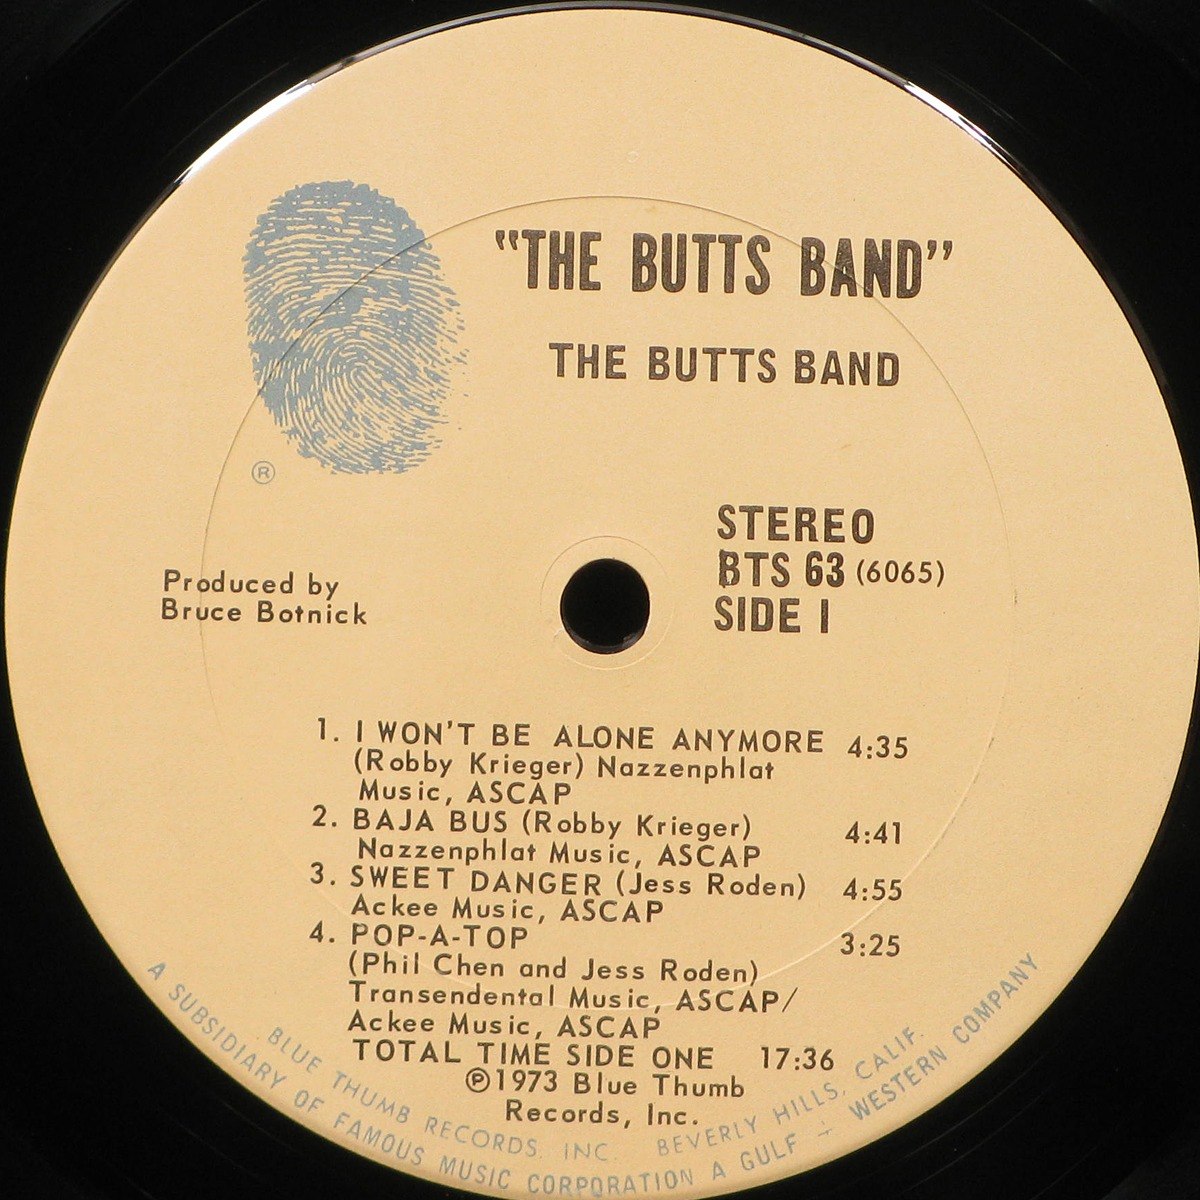 "THE BUTTS BAND"
THE BUTTS BAND
®
STEREO
BTS 63 (6065)
SIDE 1
Produced by
Bruce Botnick
1. I WON'T BE ALONE ANYMORE 4:35
(Robby Krieger) Nazzenphlat
Music, ASCAP
2. BAJA BUS (Robby Krieger) 4:41
Nazzenphlat Music, ASCAP
3. SWEET DANGER (Jess Roden) 4:55
Ackee Music, ASCAP
4. POP-A-TOP 3:25
(Phil Chen and Jess Roden)
Transendental Music, ASCAP/
Ackee Music, ASCAP
TOTAL TIME SIDE ONE 17:36
℗1973 Blue Thumb
Records, Inc.
BLUE THUMB RECORDS, INC. BEVERLY HILLS, CALIF.
A SUBSIDIARY OF FAMOUS MUSIC CORPORATION A GULF + WESTERN COMPANY